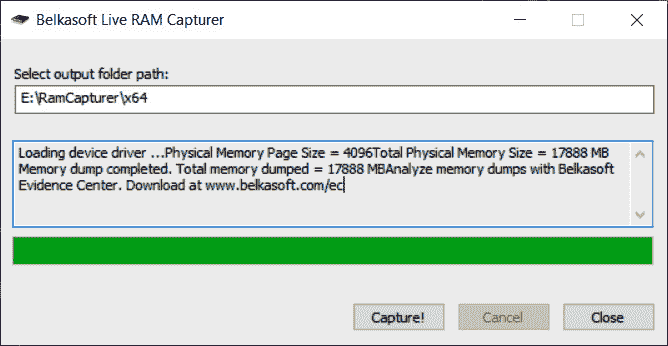 Belkasoft Live RAM Capturer
Select output folder path:
E:\RamCapturer\x64
Loading device driver ...Physical Memory Page Size = 4096Total Physical Memory Size = 17888 MB
Memory dump completed. Total memory dumped = 17888 MBAnalyze memory dumps with Belkasoft
Evidence Center. Download at www.belkasoft.com/ec
Capture!
Cancel
Close